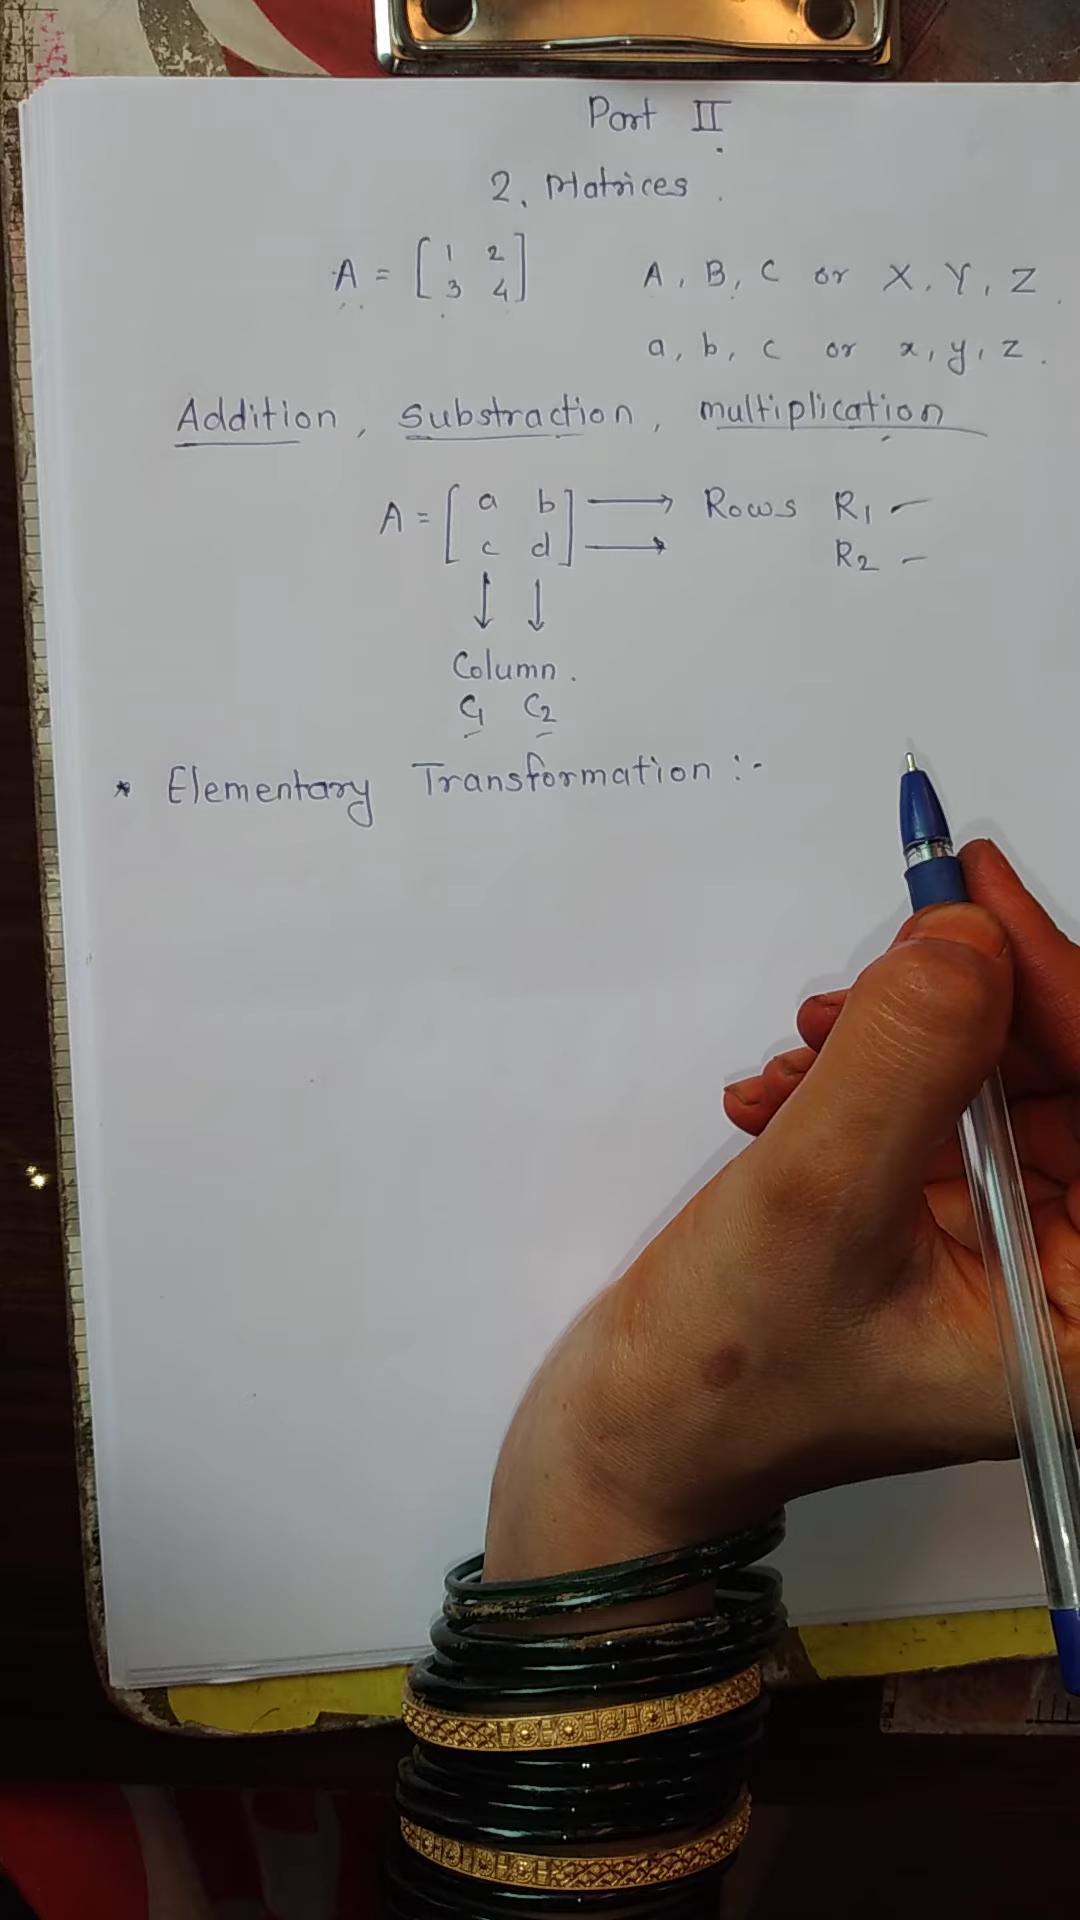 Part II
2. Matrices
A = [ 1 2 A, B, C or X, Y, Z
3 4 ]
a, b, c or x, y, z.
Addition, Substraction, multiplication
A = [ a b → Rows R1 –
c d ] → R2 –
↓ ↓
Column.
C1 C2
* Elementary Transformation :-